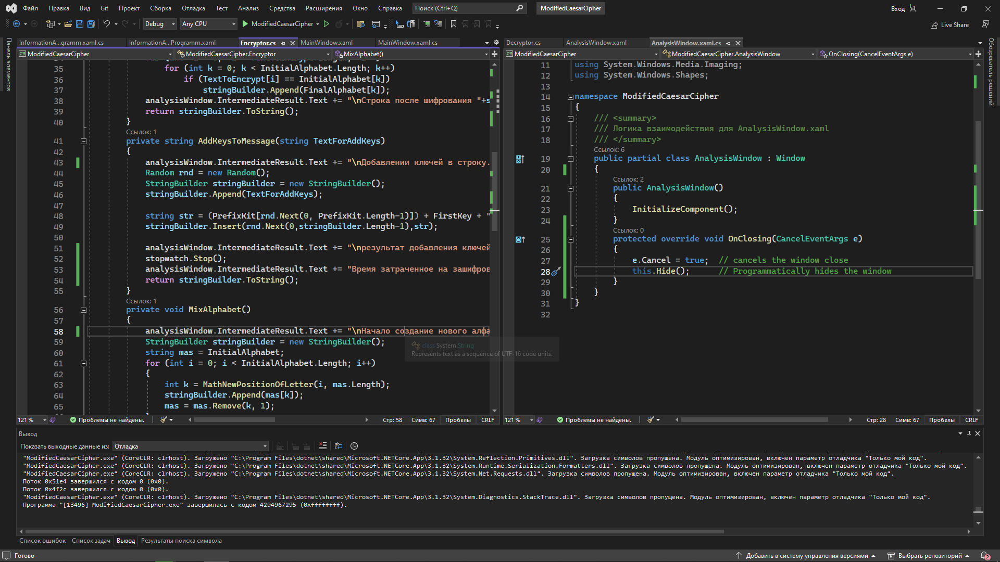 Файл Правка Вид Git Проект Сборка Отладка Тест Анализ Средства Расширения Окно Справка Поиск (Ctrl+Q) ModifiedCaesarCipher Вход
Debug Any CPU ModifiedCaesarCipher Live Share
Панель элементов
InformationA...gramm.xaml.cs InformationA...Programm.xaml Encryptor.cs MainWindow.xaml MainWindow.xaml.cs
ModifiedCaesarCipher ModifiedCaesarCipher.Encryptor MixAlphabet()
35 for (int k = 0; k < InitialAlphabet.Length; k++)
36 if (TextToEncrypt[i] == InitialAlphabet[k])
37 stringBuilder.Append(FinalAlphabet[k]);
38 analysisWindow.IntermediateResult.Text += "\nСтрока после шифрования "+s
39 return stringBuilder.ToString();
40 }
Ссылок: 1
41 private string AddKeysToMessage(string TextForAddKeys)
42 {
43 analysisWindow.IntermediateResult.Text += "\nДобавлении ключей в строку.
44 Random rnd = new Random();
45 StringBuilder stringBuilder = new StringBuilder();
46 stringBuilder.Append(TextForAddKeys);
47
48 string str = (PrefixKit[rnd.Next(0, PrefixKit.Length-1)]) + FirstKey + "
49 stringBuilder.Insert(rnd.Next(0,stringBuilder.Length-1),str);
50
51 analysisWindow.IntermediateResult.Text += "\nрезультат добавления ключей
52 stopwatch.Stop();
53 analysisWindow.IntermediateResult.Text += "Время затраченное на зашифров
54 return stringBuilder.ToString();
55 }
Ссылок: 1
56 private void MixAlphabet()
57 {
58 analysisWindow.IntermediateResult.Text += "\nНачало создание нового алфа
59 StringBuilder stringBuilder = new StringBuilder();
60 string mas = InitialAlphabet;
61 for (int i = 0; i < InitialAlphabet.Length; i++)
62 {
63 int k = MathNewPositionOfLetter(i, mas.Length);
64 stringBuilder.Append(mas[k]);
65 mas = mas.Remove(k, 1);
class System.String
Represents text as a sequence of UTF-16 code units.
121 % Проблемы не найдены. Стр: 58 Симв: 67 Пробелы CRLF
Decryptor.cs AnalysisWindow.xaml AnalysisWindow.xaml.cs
ModifiedCaesarCipher ModifiedCaesarCipher.AnalysisWindow OnClosing(CancelEventArgs e)
11 using System.Windows.Media.Imaging;
12 using System.Windows.Shapes;
13
14 namespace ModifiedCaesarCipher
15 {
16 /// <summary>
17 /// Логика взаимодействия для AnalysisWindow.xaml
18 /// </summary>
Ссылок: 6
19 public partial class AnalysisWindow : Window
20 {
Ссылок: 2
21 public AnalysisWindow()
22 {
23 InitializeComponent();
24 }
Ссылок: 0
25 protected override void OnClosing(CancelEventArgs e)
26 {
27 e.Cancel = true; // cancels the window close
28 this.Hide(); // Programmatically hides the window
29 }
30 }
31 }
32
121 % Проблемы не найдены. Стр: 28 Симв: 67 Пробелы CRLF
Обозреватель решений
Вывод
Показать выходные данные из: Отладка
"ModifiedCaesarCipher.exe" (CoreCLR: clrhost). Загружено "C:\Program Files\dotnet\shared\Microsoft.NETCore.App\3.1.32\System.Reflection.Primitives.dll". Загрузка символов пропущена. Модуль оптимизирован, включен параметр отладчика "Только мой код".
"ModifiedCaesarCipher.exe" (CoreCLR: clrhost). Загружено "C:\Program Files\dotnet\shared\Microsoft.NETCore.App\3.1.32\System.Runtime.Serialization.Formatters.dll". Загрузка символов пропущена. Модуль оптимизирован, включен параметр отладчика "Только мой код".
"ModifiedCaesarCipher.exe" (CoreCLR: clrhost). Загружено "C:\Program Files\dotnet\shared\Microsoft.NETCore.App\3.1.32\System.Net.Requests.dll". Загрузка символов пропущена. Модуль оптимизирован, включен параметр отладчика "Только мой код".
Поток 0x51e4 завершился с кодом 0 (0x0).
Поток 0x4f2c завершился с кодом 0 (0x0).
"ModifiedCaesarCipher.exe" (CoreCLR: clrhost). Загружено "C:\Program Files\dotnet\shared\Microsoft.NETCore.App\3.1.32\System.Diagnostics.StackTrace.dll". Загрузка символов пропущена. Модуль оптимизирован, включен параметр отладчика "Только мой код".
Программа "[13496] ModifiedCaesarCipher.exe" завершилась с кодом 4294967295 (0xffffffff).
Список ошибок Список задач Вывод Результаты поиска символа
Готово Добавить в систему управления версиями Выбрать репозиторий 2